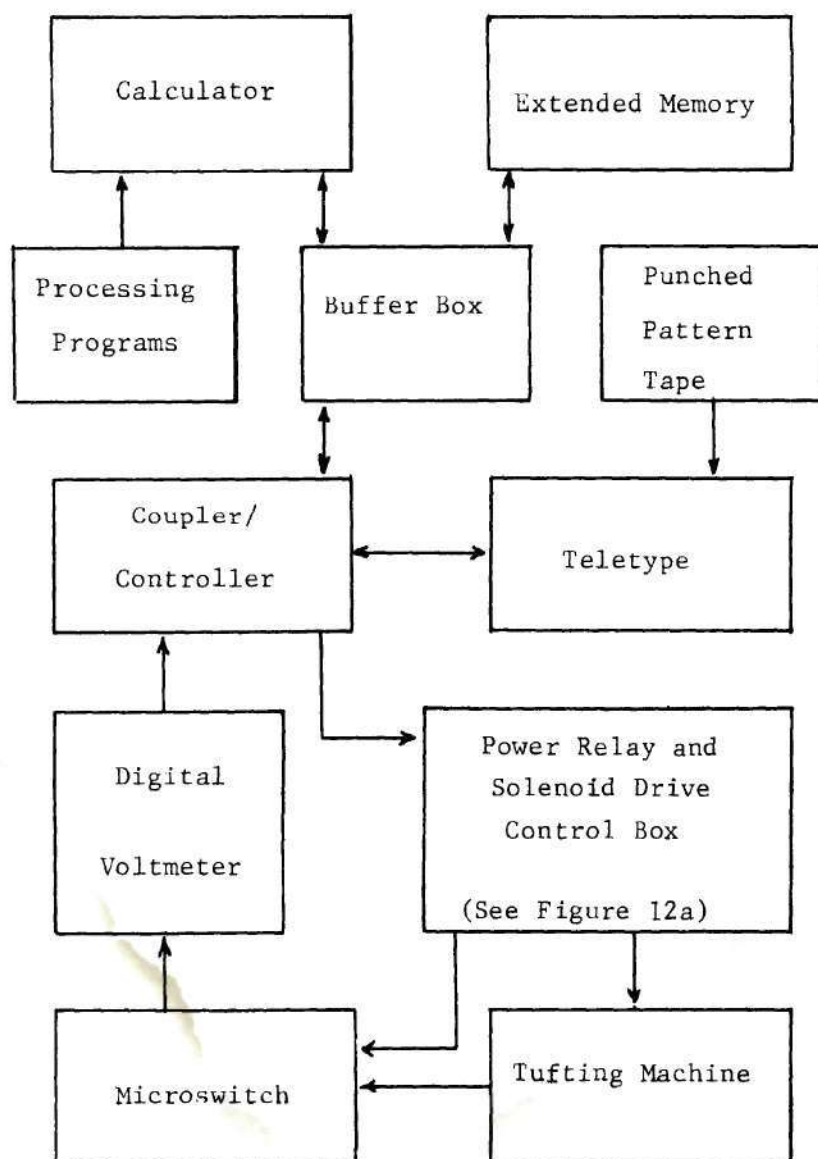 Calculator
Extended Memory
Processing
Programs
Buffer Box
Punched
Pattern
Tape
Coupler/
Controller
Teletype
Digital
Voltmeter
Power Relay and
Solenoid Drive
Control Box
(See Figure 12a)
Microswitch
Tufting Machine